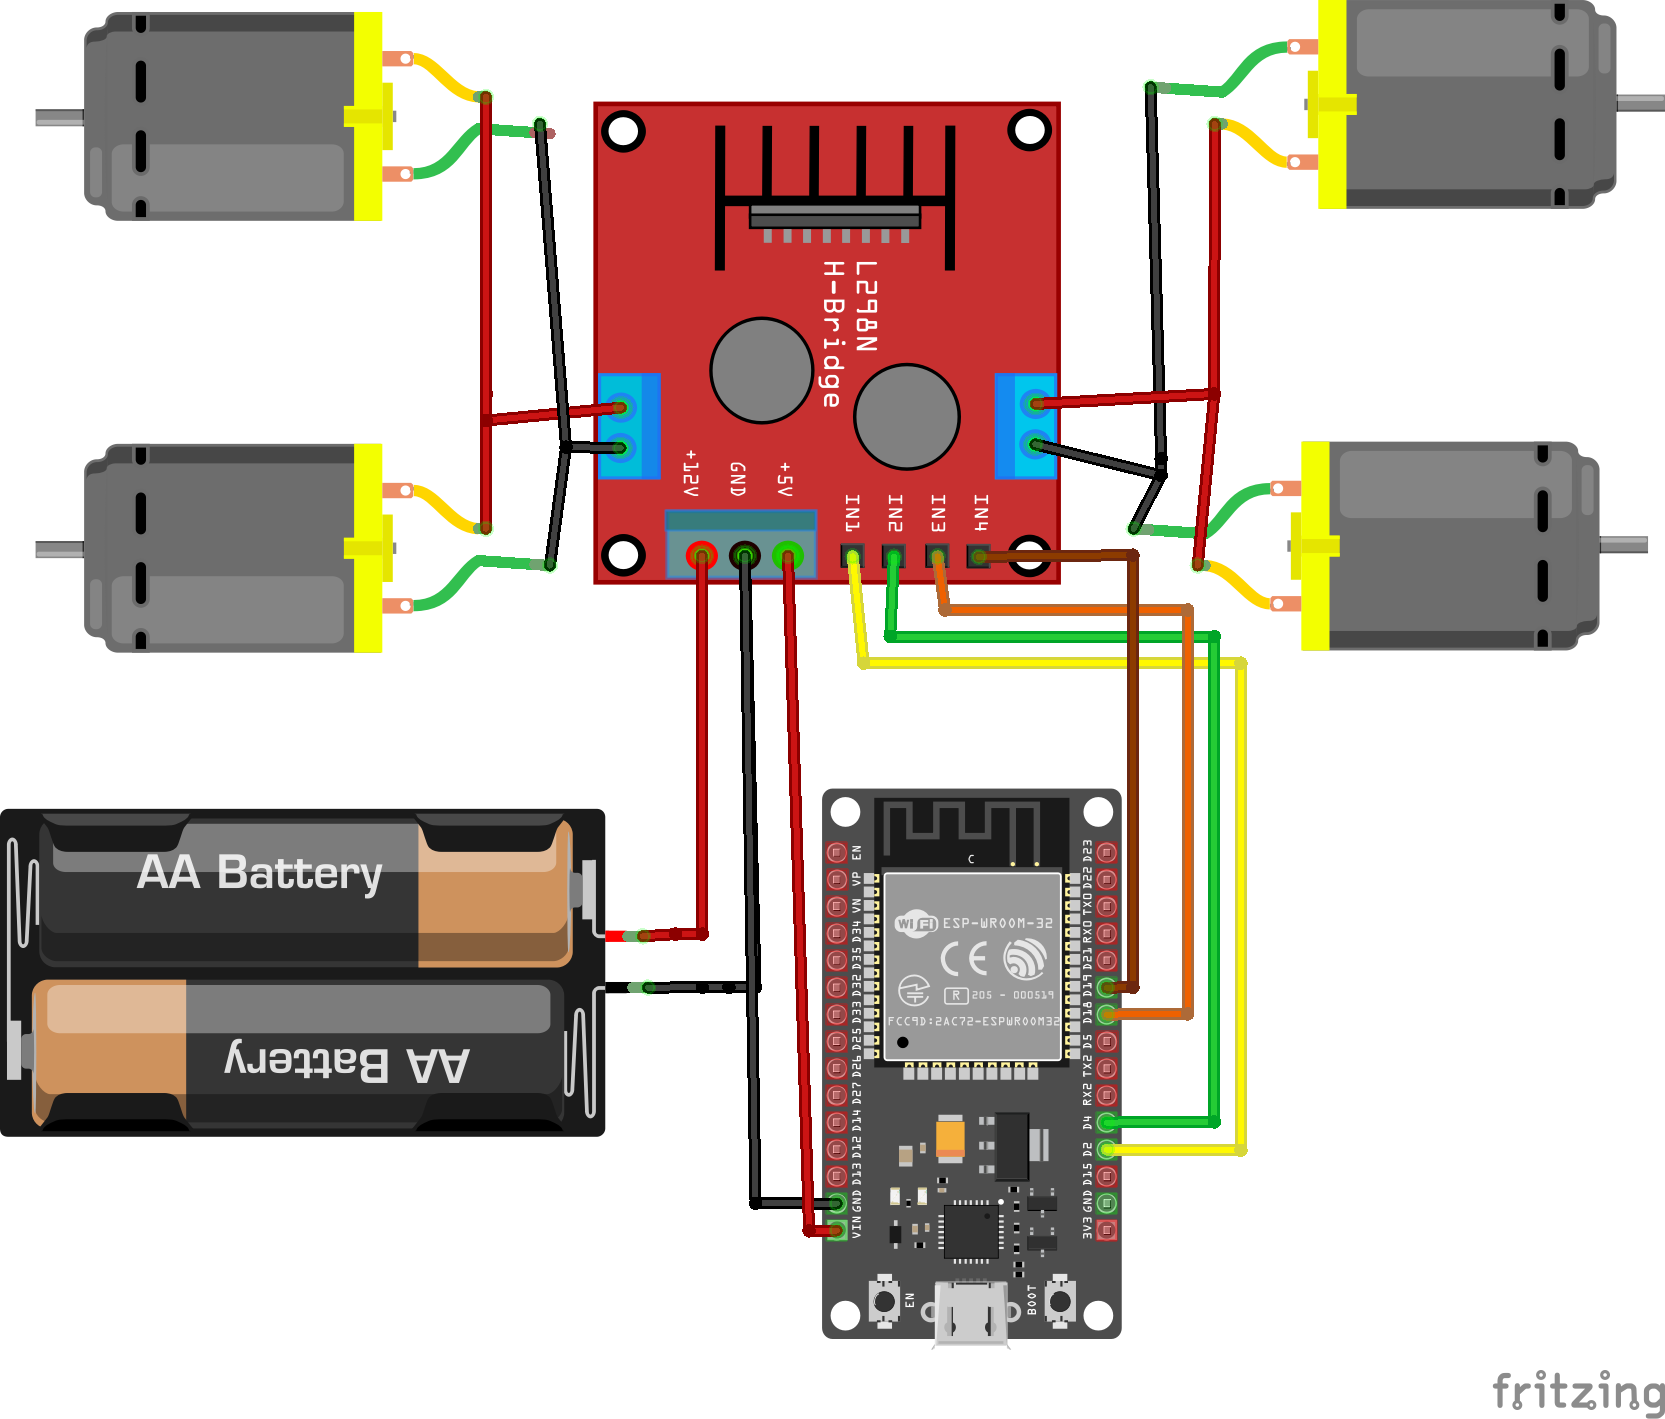 L298N
H-Bridge
+12V
GND
+5V
IN1
IN2
IN3
IN4
AA Battery
AA Battery
EN
VP
VN
D34
D35
D32
D33
D25
D26
D27
D14
D12
D13
GND
VIN
D23
D22
TX0
RX0
D21
D19
D18
D5
TX2
RX2
D4
D2
D15
GND
3V3
C
WiFi ESP-WROOM-32
CE
R 205 - 000519
FCC9D:2AC72-ESPWROOM32
EN
BOOT
fritzing